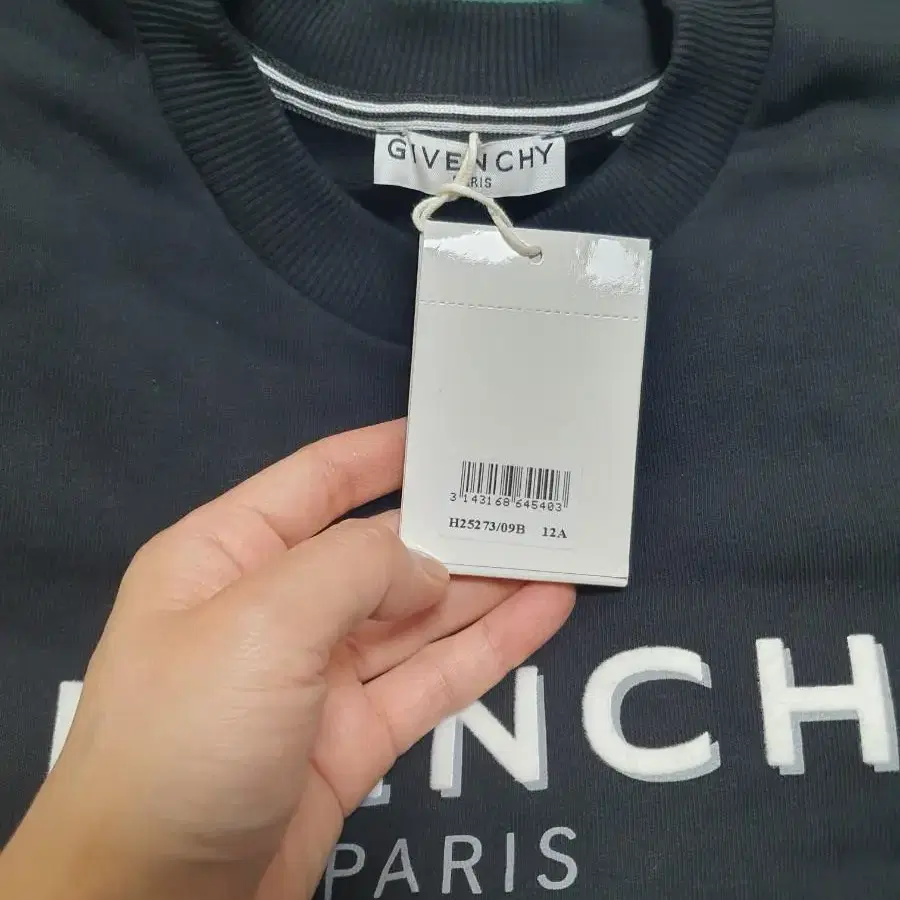 GIVENCHY
PARIS
3 143168 645403
H25273/09B 12A
ENCH
PARIS